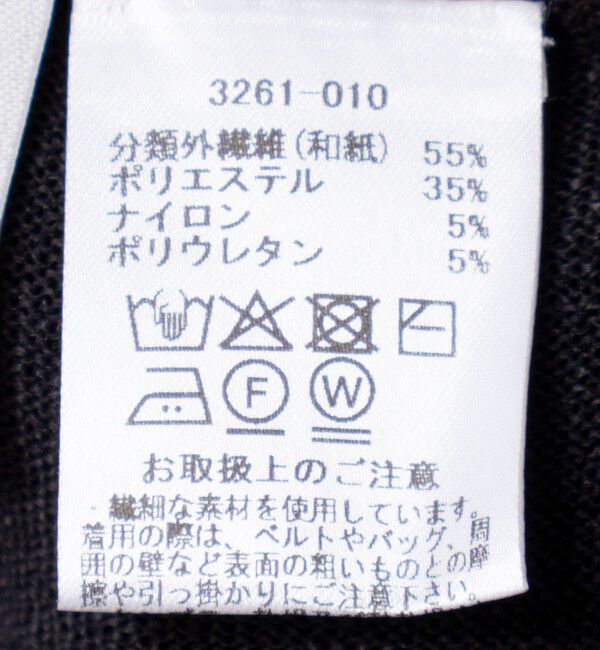 3261-010
分類外繊維(和紙) 55%
ポリエステル 35%
ナイロン 5%
ポリウレタン 5%
F W
お取扱上のご注意
繊細な素材を使用しています。
着用の際は、ベルトやバッグ、周
囲の壁など表面の粗いものとの摩
擦や引っ掛かりにご注意下さい。